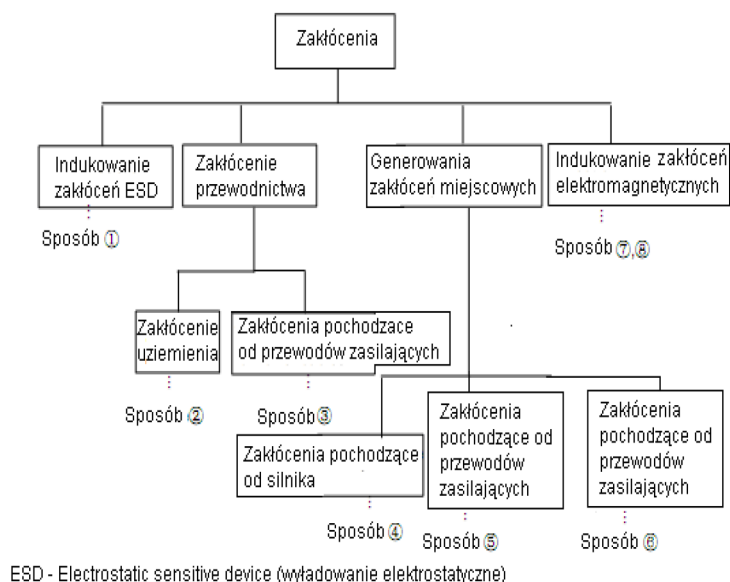 Zakłócenia
Indukowanie
zakłóceń ESD
Sposób ①
Zakłócenie
przewodnictwa
Generowania
zakłóceń miejscowych
Indukowanie zakłóceń
elektromagnetycznych
Sposób ⑦,⑧
Zakłócenie
uziemienia
Sposób ②
Zakłócenia pochodzace
od przewodów zasilających
Sposób ③
Zakłócenia pochodzące
od silnika
Sposób ④
Zakłócenia
pochodzące od
przewodów
zasilających
Sposób ⑤
Zakłócenia
pochodzące od
przewodów
zasilających
Sposób ⑥
ESD - Electrostatic sensitive device (wyładowanie elektrostatyczne)